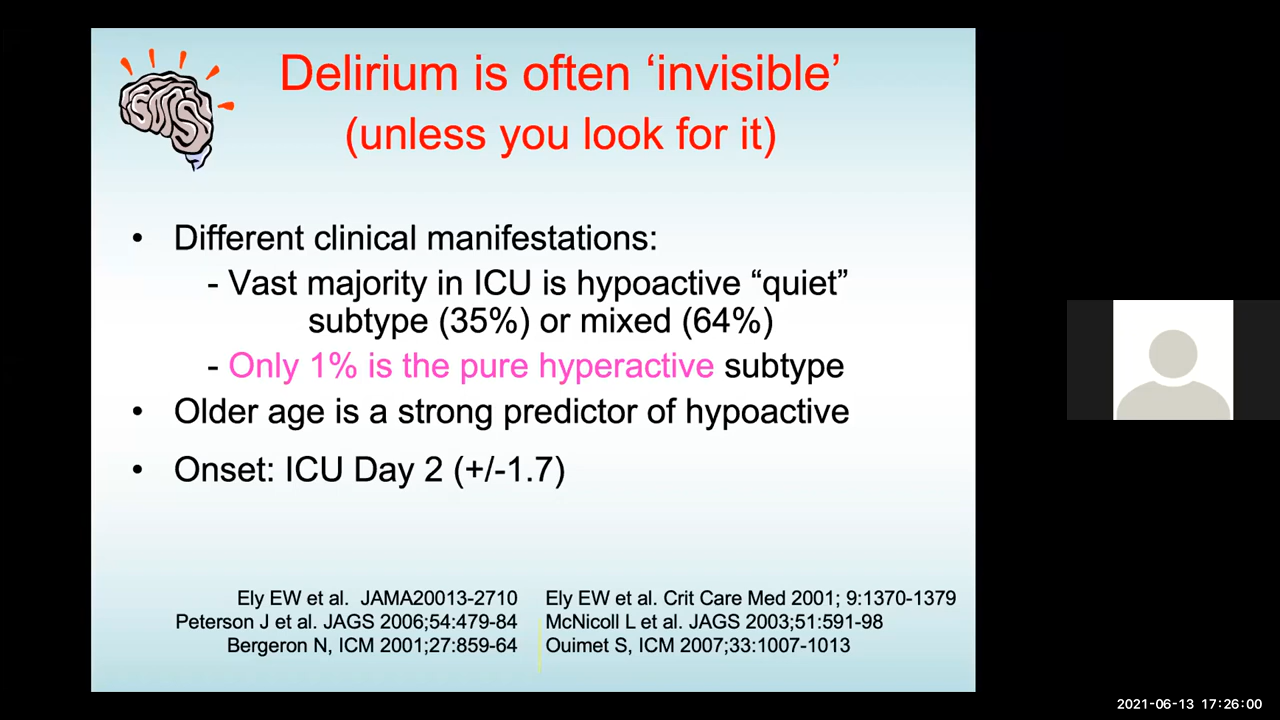 Delirium is often ‘invisible’
(unless you look for it)
• Different clinical manifestations:
- Vast majority in ICU is hypoactive “quiet”
subtype (35%) or mixed (64%)
- Only 1% is the pure hyperactive subtype
• Older age is a strong predictor of hypoactive
• Onset: ICU Day 2 (+/-1.7)
Ely EW et al. JAMA20013-2710
Peterson J et al. JAGS 2006;54:479-84
Bergeron N, ICM 2001;27:859-64
Ely EW et al. Crit Care Med 2001; 9:1370-1379
McNicoll L et al. JAGS 2003;51:591-98
Ouimet S, ICM 2007;33:1007-1013
2021-06-13 17:26:00